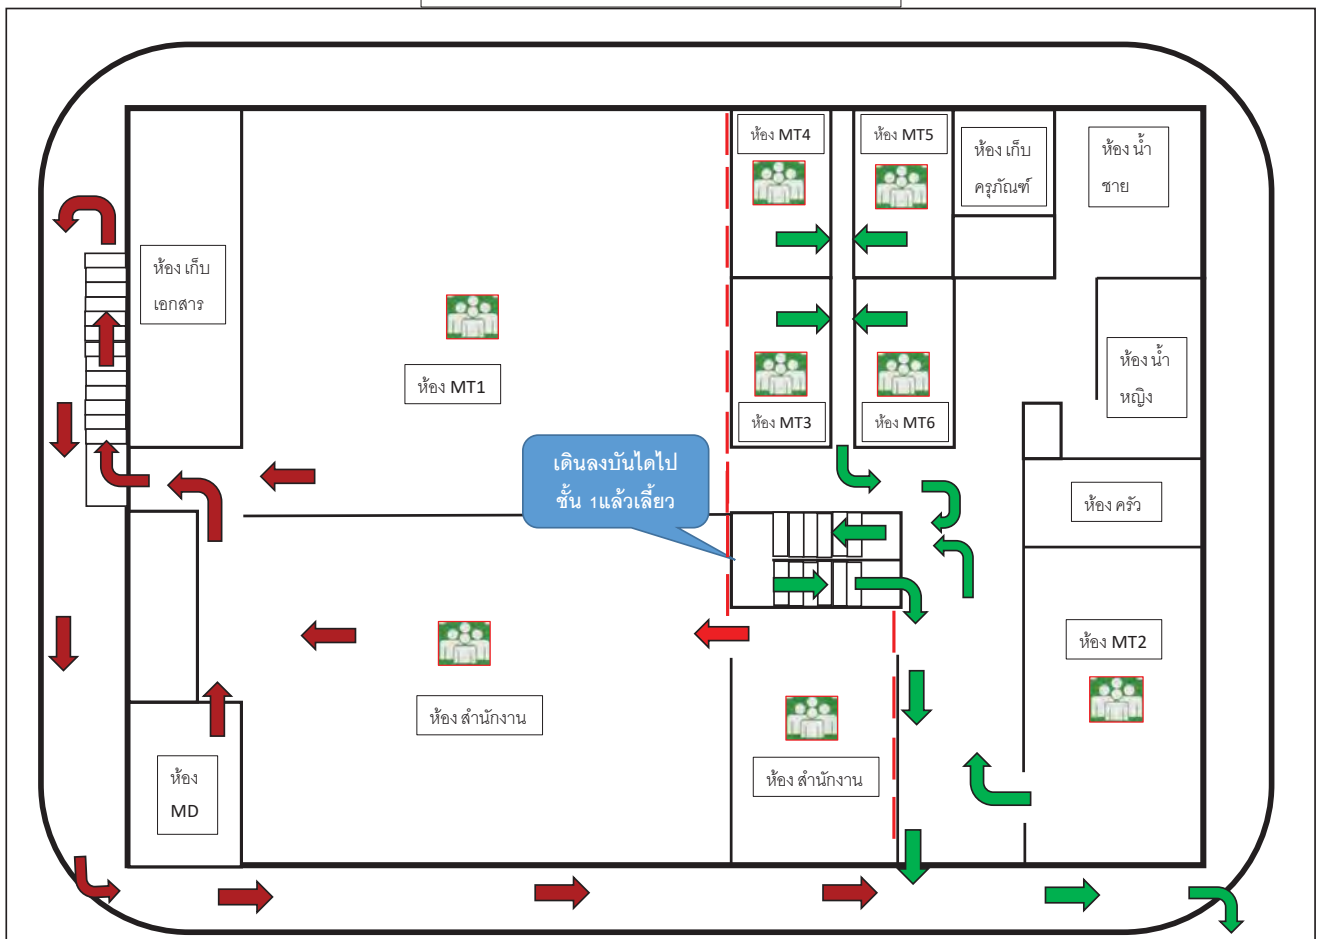 ห้อง MT4
ห้อง MT5
ห้อง เก็บ
ครุภัณฑ์
ห้อง น้ำ
ชาย
ห้อง เก็บ
เอกสาร
ห้อง MT1
ห้อง MT3
ห้อง MT6
ห้อง น้ำ
หญิง
เดินลงบันไดไป
ชั้น 1แล้วเลี้ยว
ห้อง ครัว
ห้อง MT2
ห้อง สำนักงาน
ห้อง สำนักงาน
ห้อง
MD